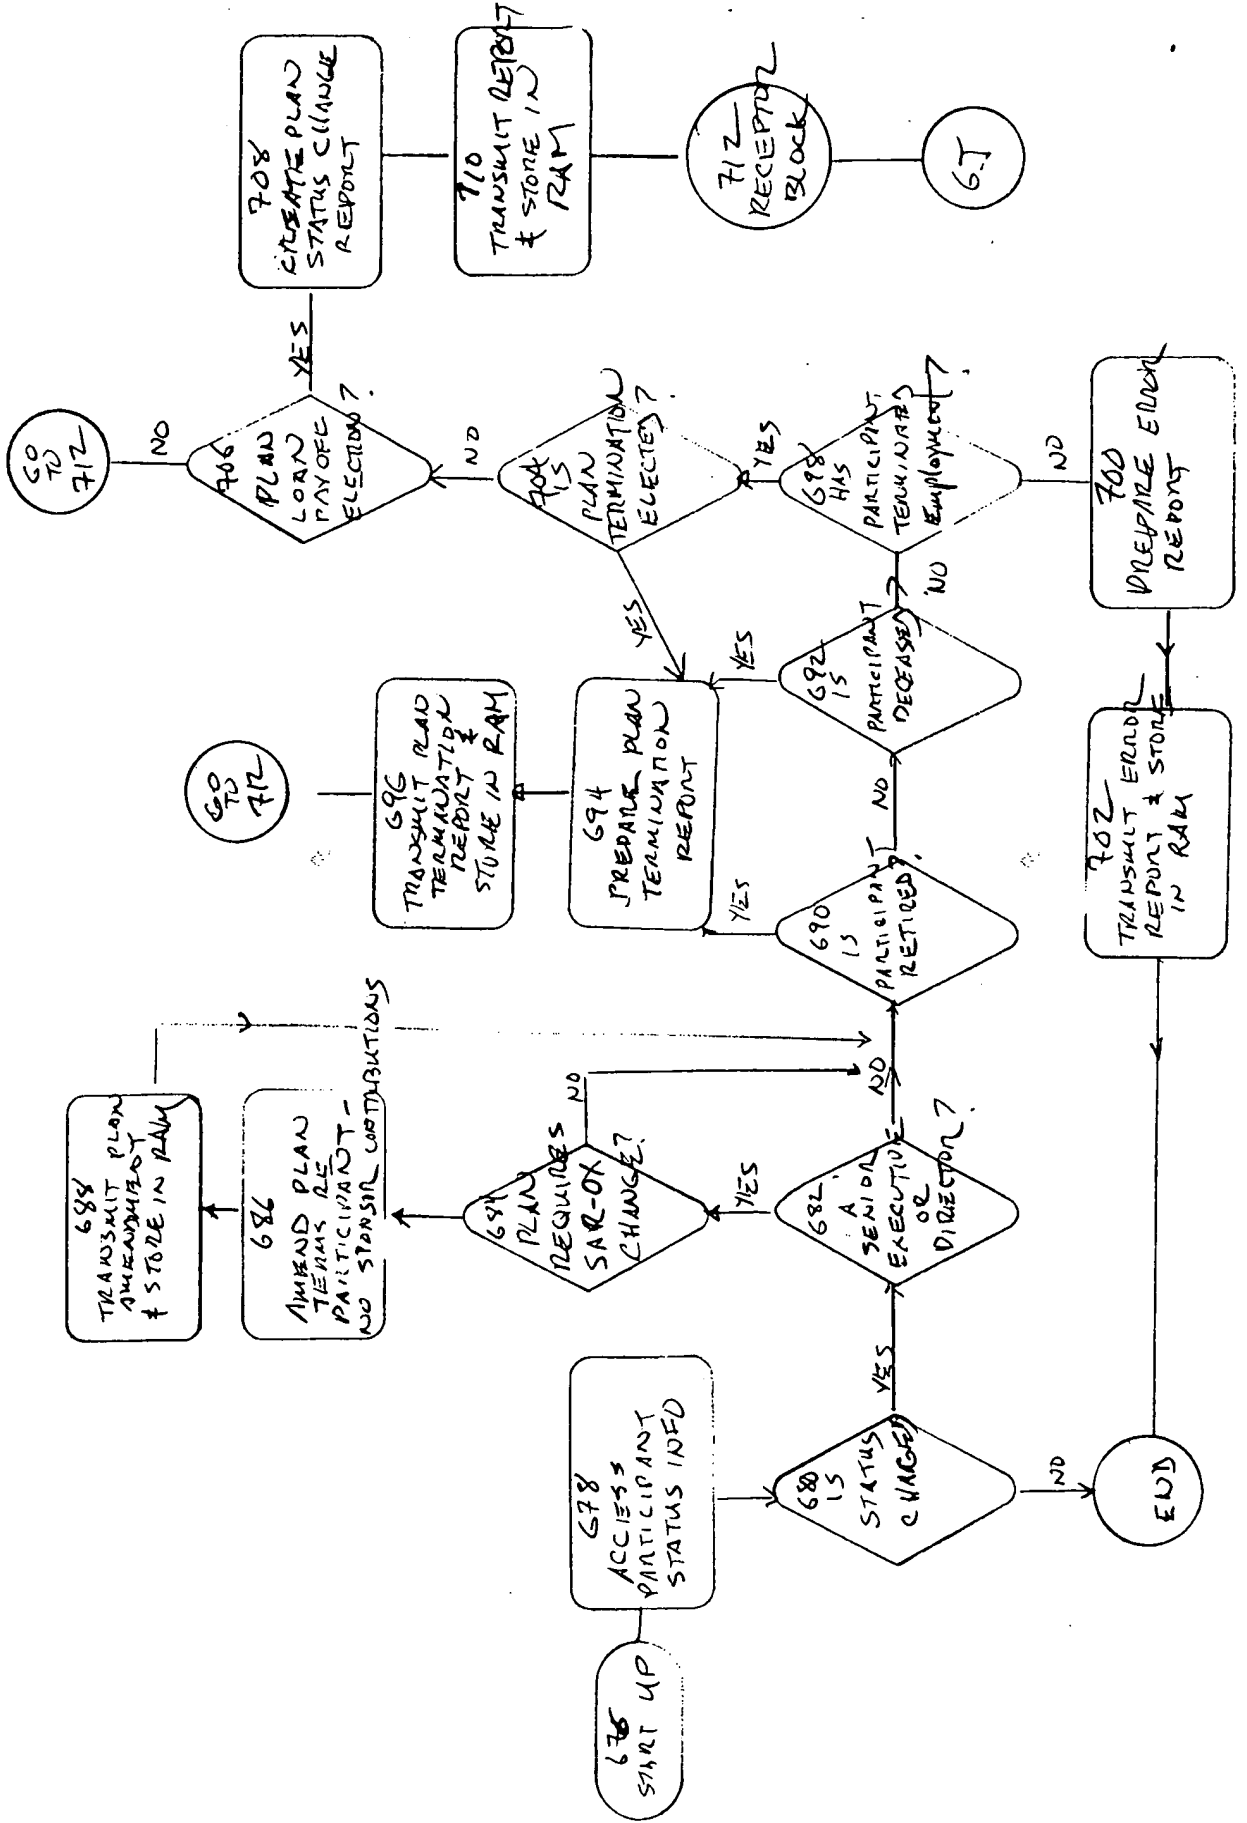 676
START UP
678
ACCESS
PARTICIPANT
STATUS INFO
680
IS
STATUS
CHANGED
NO
END
YES
682
A
SENIOR
EXECUTIVE
OR
DIRECTOR?
YES
684
PLAN
REQUIRES
SAR-OX
CHANGE?
NO
686
AMEND PLAN
TERMS RE
PARTICIPANT -
NO SPONSOR CONTRIBUTIONS
688
TRANSMIT PLAN
AMENDMENT
& STORE IN RAM
NO
690
IS
PARTICIPANT
RETIRED?
YES
NO
692
IS
PARTICIPANT
DECEASED?
YES
NO
694
PREPARE PLAN
TERMINATION
REPORT
696
TRANSMIT PLAN
TERMINATION
REPORT &
STORE IN RAM
GO
TO
712
698
HAS
PARTICIPANT
TERMINATED
EMPLOYMENT?
NO
700
PREPARE ERROR
REPORT
702
TRANSMIT ERROR
REPORT & STORE
IN RAM
YES
704
IS
PLAN
TERMINATION
ELECTED?
YES
NO
706
PLAN
LOAN
PAYOFF
ELECTION?
NO
GO
TO
712
YES
708
CREATE PLAN
STATUS CHANGE
REPORT
710
TRANSMIT REPORT
& STORE IN
RAM
712
RECEPTOR
BLOCK
6J